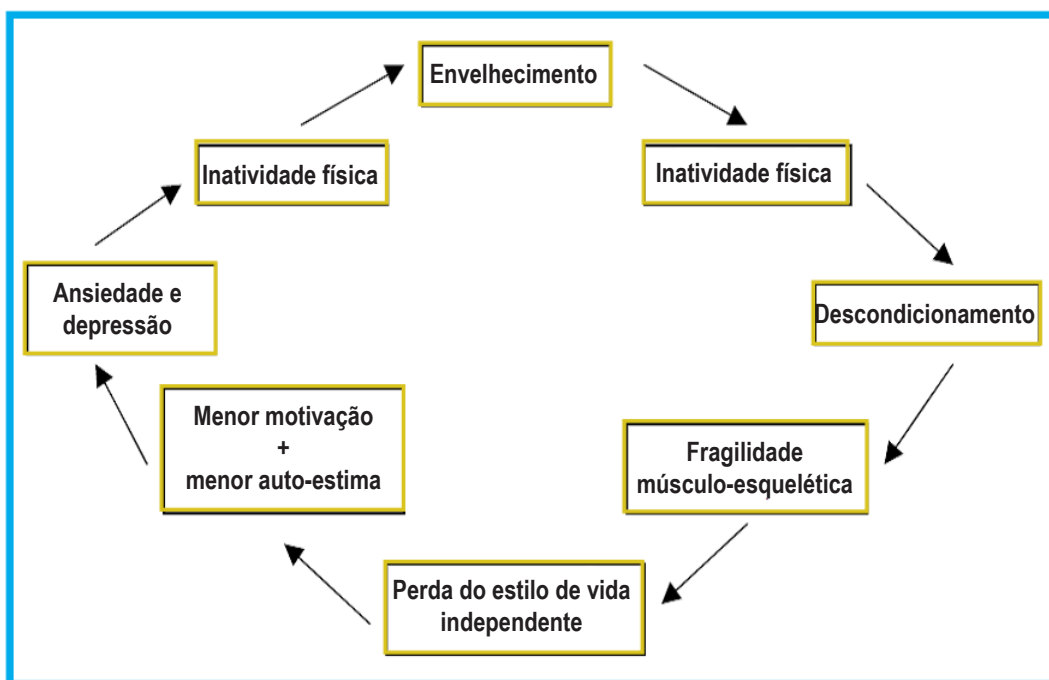 Envelhecimento
Inatividade física
Descondicionamento
Fragilidade
músculo-esquelética
Perda do estilo de vida
independente
Menor motivação
+
menor auto-estima
Ansiedade e
depressão
Inatividade física